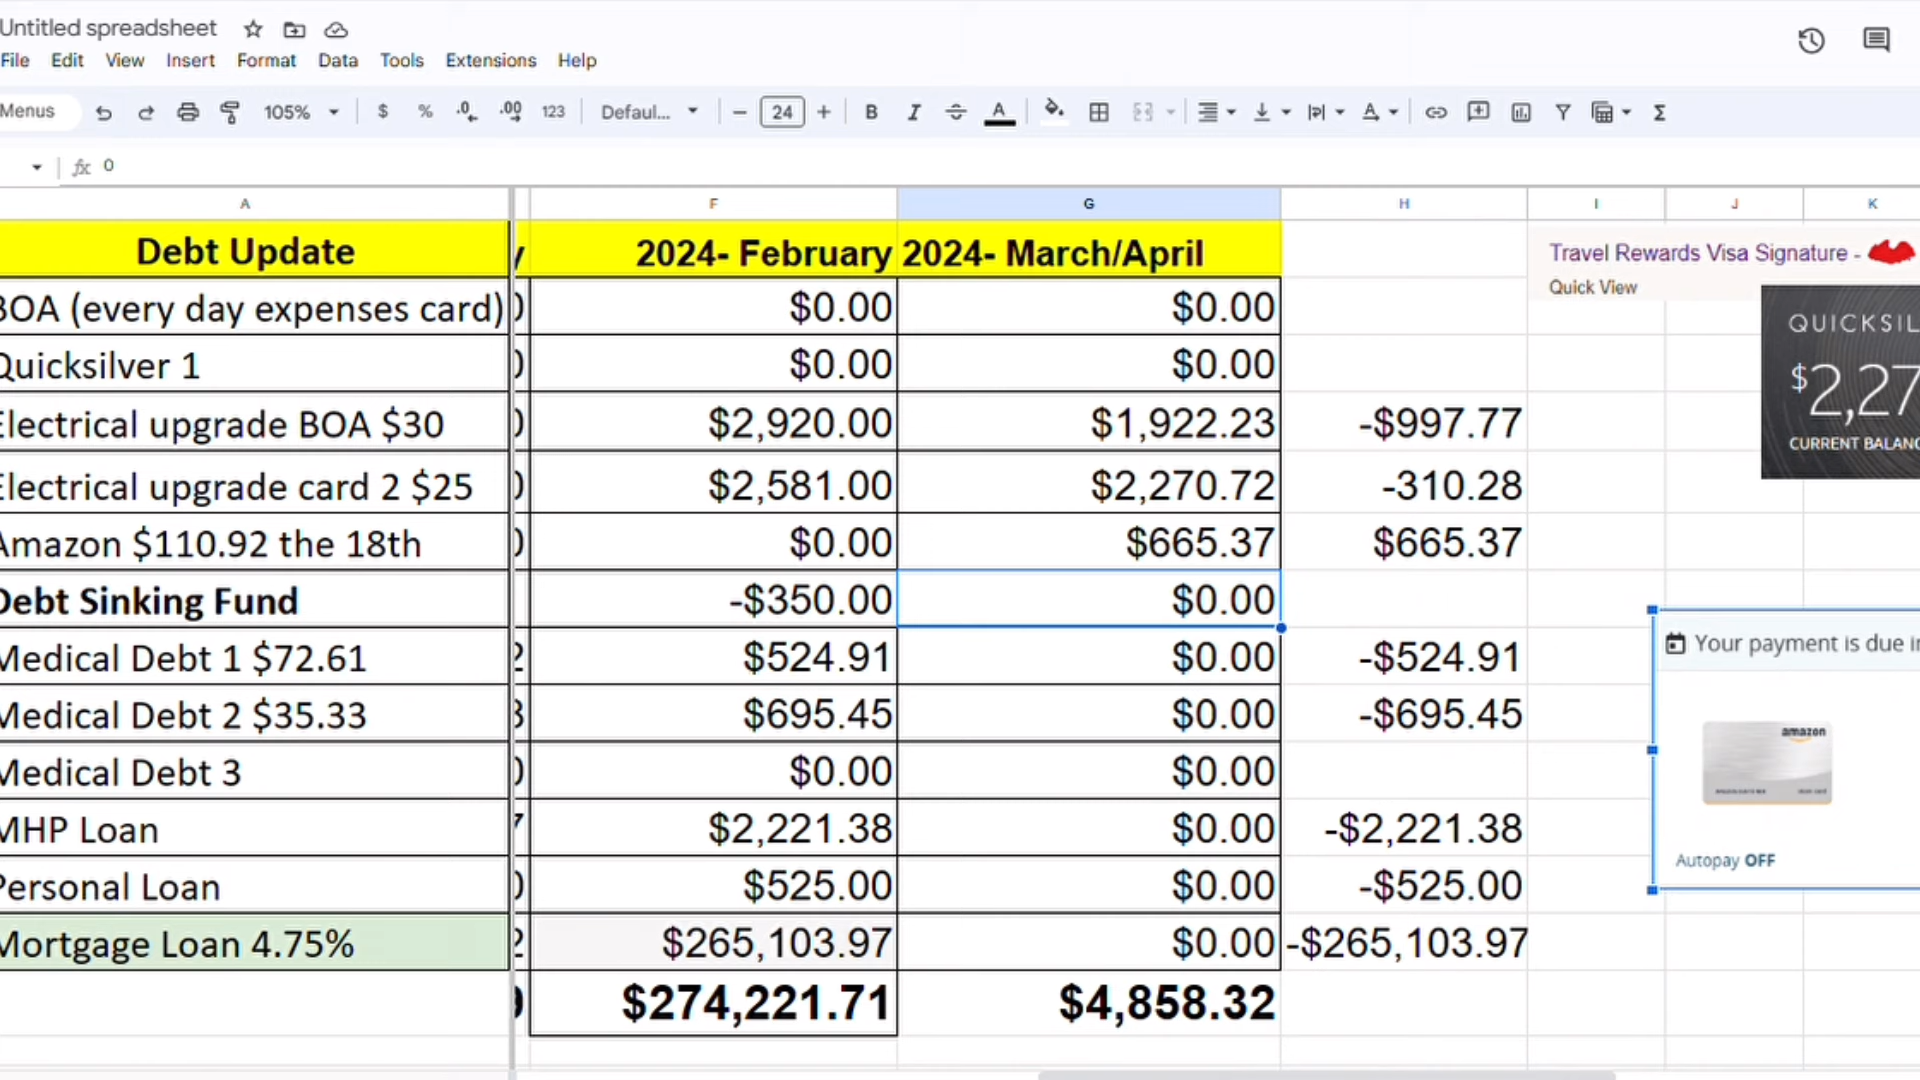 Untitled spreadsheet
File Edit View Insert Format Data Tools Extensions Help
Menus 105% $ % .0 .00 123 Defaul... − 24 + B I A A Σ
fx 0
A F G H I J K
Debt Update 2024- February 2024- March/April
BOA (every day expenses card) $0.00 $0.00
Quicksilver 1 $0.00 $0.00
Electrical upgrade BOA $30 $2,920.00 $1,922.23 -$997.77
Electrical upgrade card 2 $25 $2,581.00 $2,270.72 -310.28
Amazon $110.92 the 18th $0.00 $665.37 $665.37
Debt Sinking Fund -$350.00 $0.00
Medical Debt 1 $72.61 $524.91 $0.00 -$524.91
Medical Debt 2 $35.33 $695.45 $0.00 -$695.45
Medical Debt 3 $0.00 $0.00
MHP Loan $2,221.38 $0.00 -$2,221.38
Personal Loan $525.00 $0.00 -$525.00
Mortgage Loan 4.75% $265,103.97 $0.00 -$265,103.97
$274,221.71 $4,858.32
Travel Rewards Visa Signature -
Quick View
QUICKSIL
$2,27
CURRENT BALANC
Your payment is due in
amazon
Autopay OFF